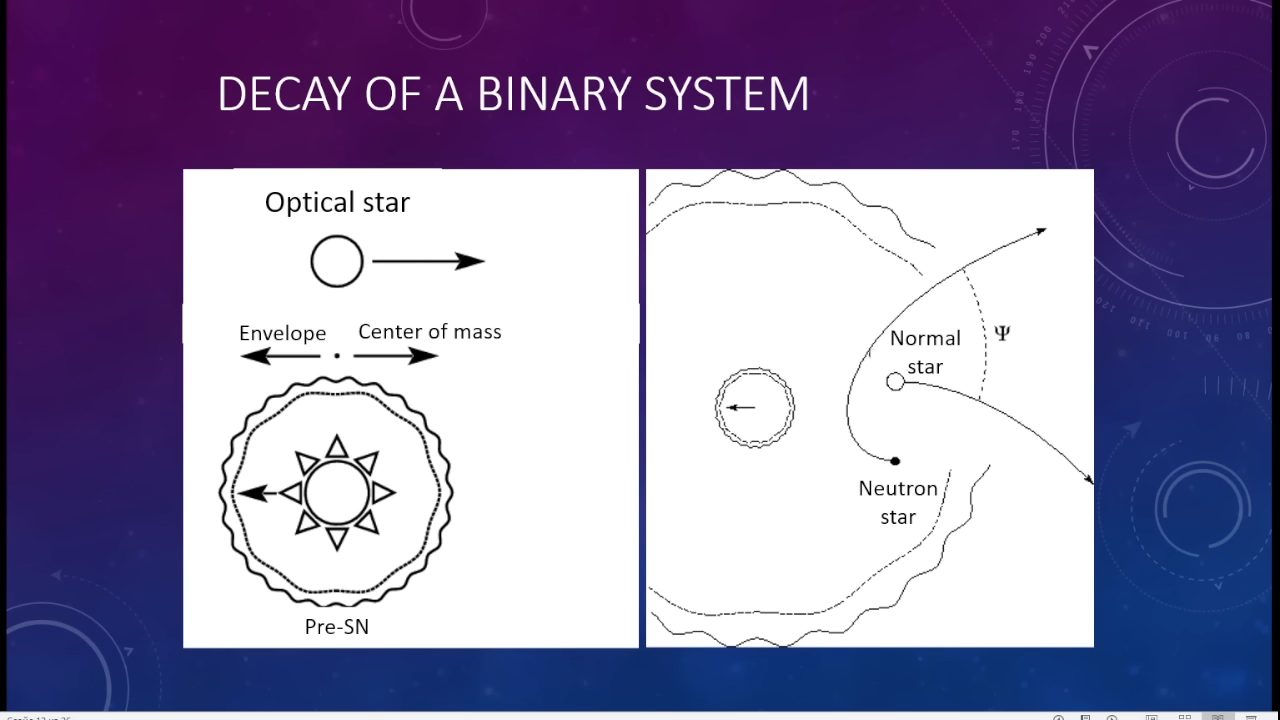 DECAY OF A BINARY SYSTEM
Optical star
Envelope
Center of mass
Pre-SN
Normal
star
Ψ
Neutron
star